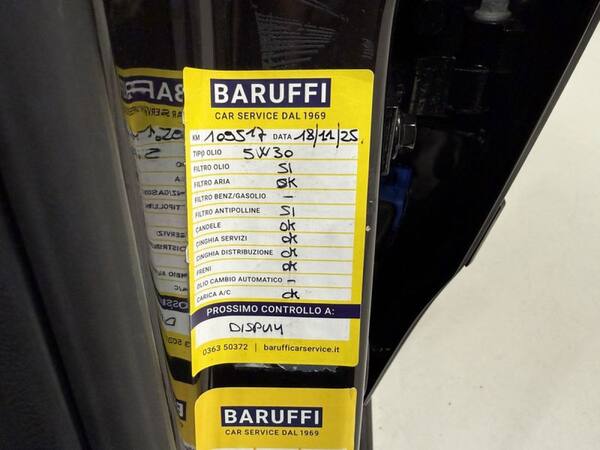 BARUFFI
CAR SERVICE DAL 1969
KM 109517 DATA 18/11/25
TIPO OLIO 5W30
FILTRO OLIO SI
FILTRO ARIA OK
FILTRO BENZ/GASOLIO -
FILTRO ANTIPOLLINE SI
CANDELE OK
CINGHIA SERVIZI OK
CINGHIA DISTRIBUZIONE OK
FRENI OK
OLIO CAMBIO AUTOMATICO -
CARICA A/C OK
PROSSIMO CONTROLLO A:
DISPLAY
0363 50372 | barufficarservice.it
BARUFFI
CAR SERVICE DAL 1969